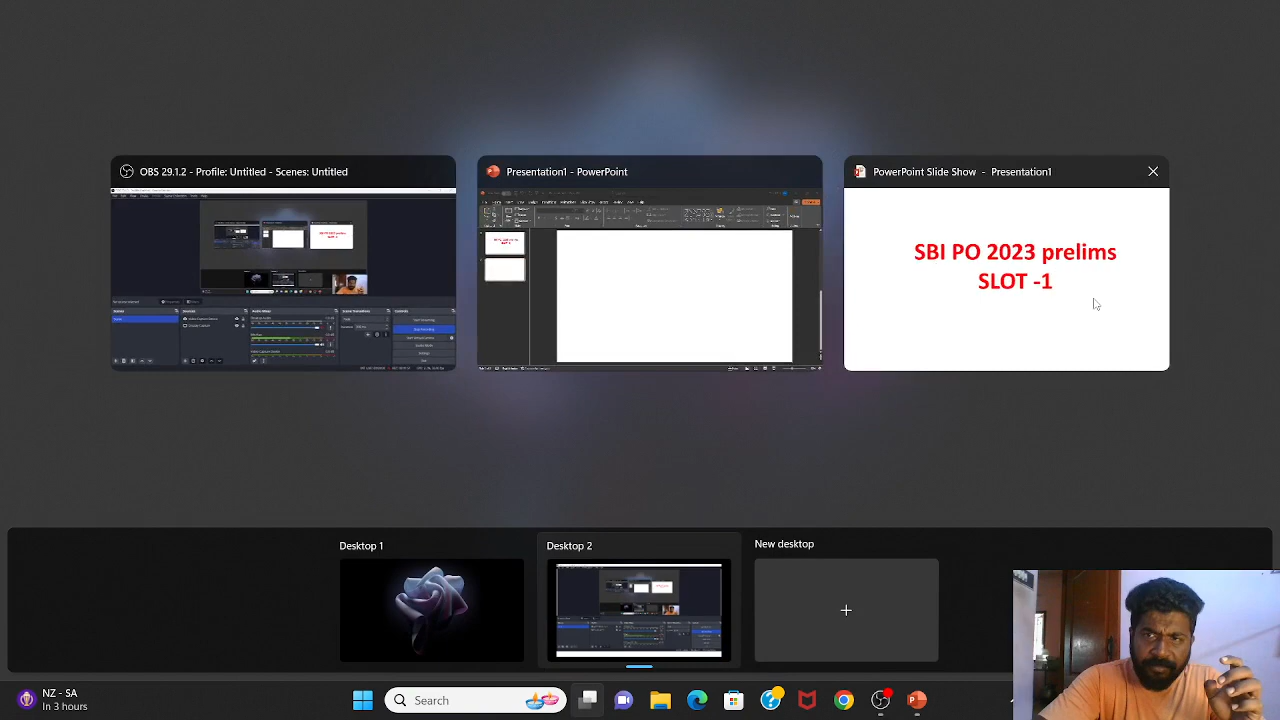 OBS 29.1.2 - Profile: Untitled - Scenes: Untitled
Presentation1 - PowerPoint
PowerPoint Slide Show - Presentation1
SBI PO 2023 prelims
SLOT -1
Desktop 1
Desktop 2
New desktop
NZ - SA
In 3 hours
Search